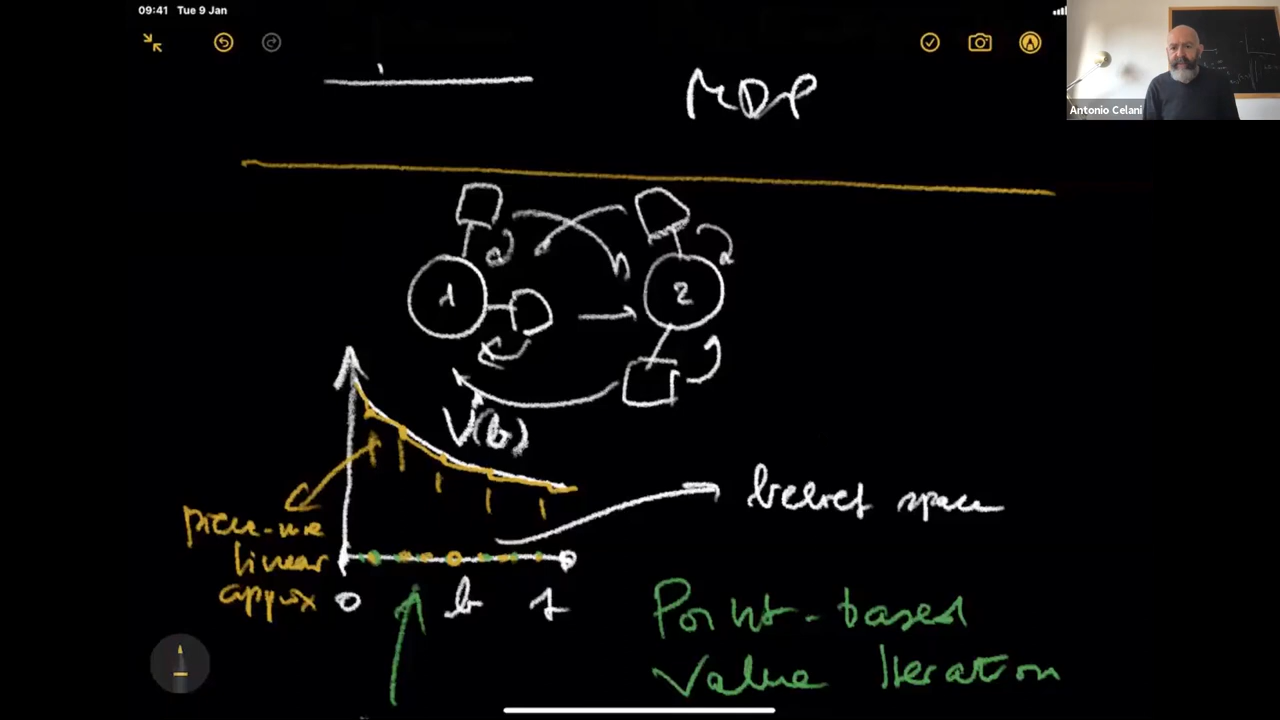 09:41 Tue 9 Jan
Antonio Celani
MDP
1
2
V(b)
belief space
piece-wise
linear
approx
0 b 1
Point-based
Value Iteration